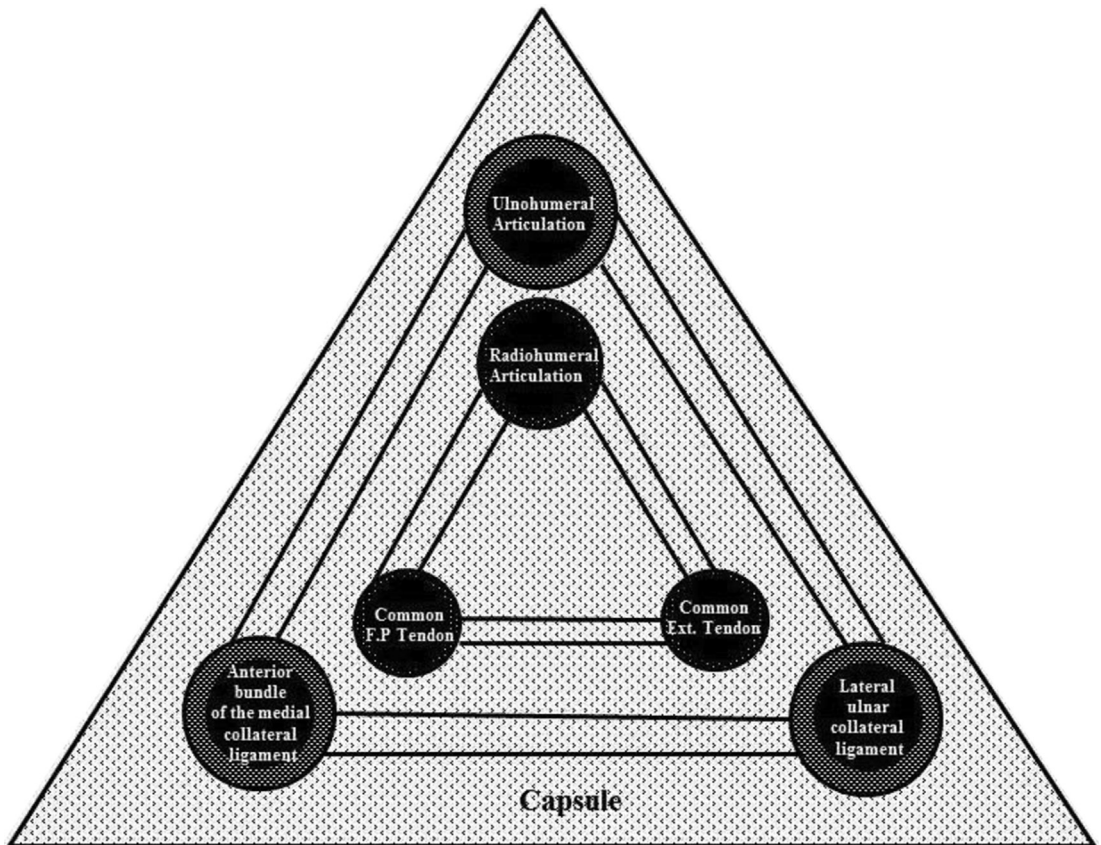 Ulnohumeral
Articulation
Radiohumeral
Articulation
Common
F.P Tendon
Common
Ext. Tendon
Anterior
bundle
of the medial
collateral
ligament
Lateral
ulnar
collateral
ligament
Capsule